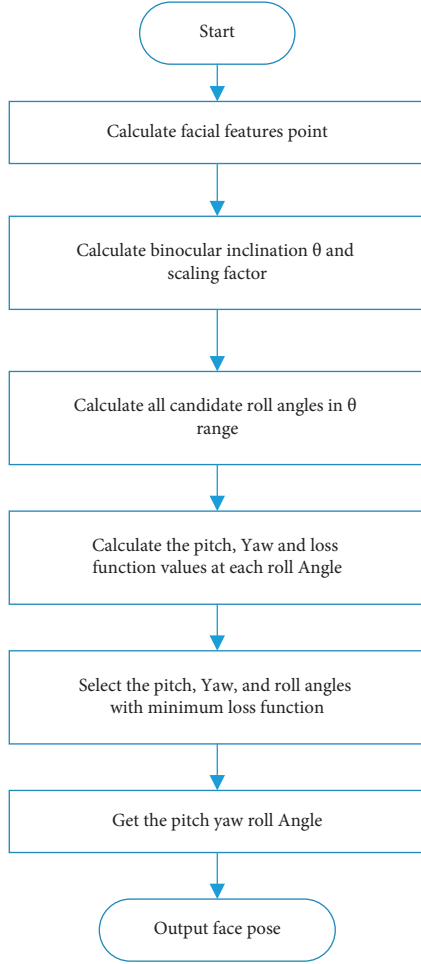 Start
Calculate facial features point
Calculate binocular inclination θ and
scaling factor
Calculate all candidate roll angles in θ
range
Calculate the pitch, Yaw and loss
function values at each roll Angle
Select the pitch, Yaw, and roll angles
with minimum loss function
Get the pitch yaw roll Angle
Output face pose